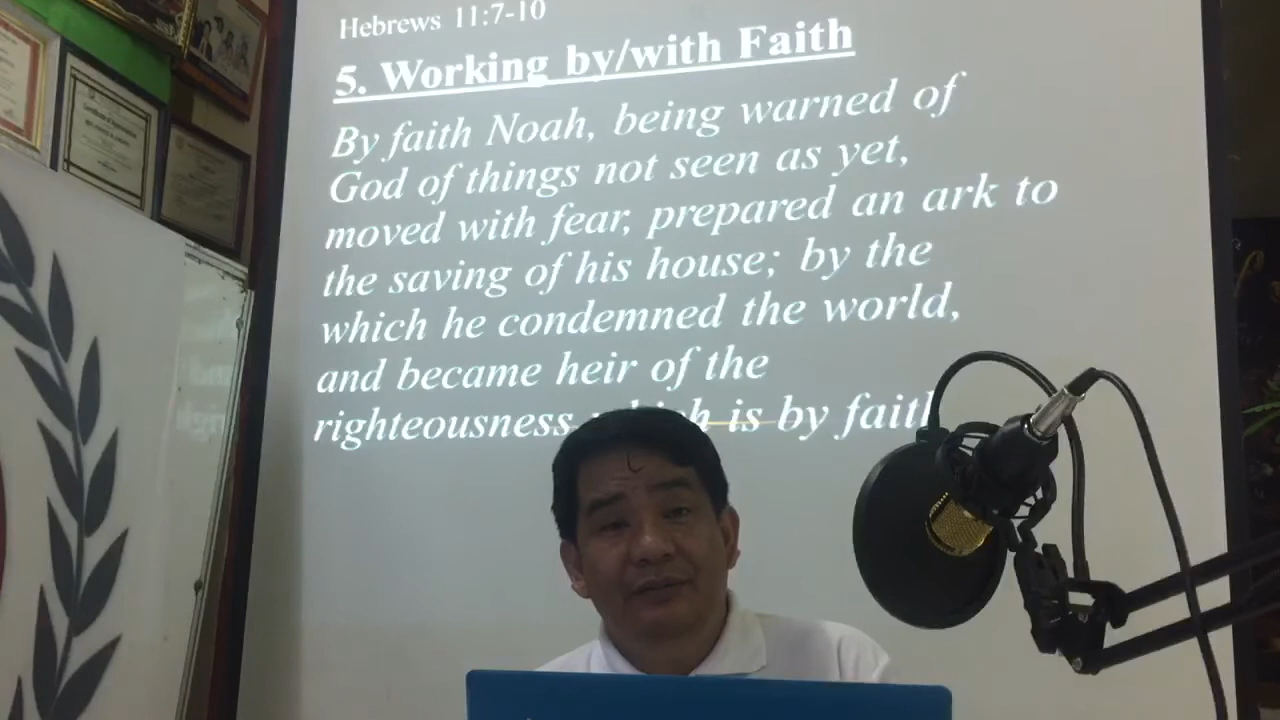 Hebrews 11:7-10
5. Working by/with Faith
By faith Noah, being warned of
God of things not seen as yet,
moved with fear, prepared an ark to
the saving of his house; by the
which he condemned the world,
and became heir of the
righteousness which is by faith